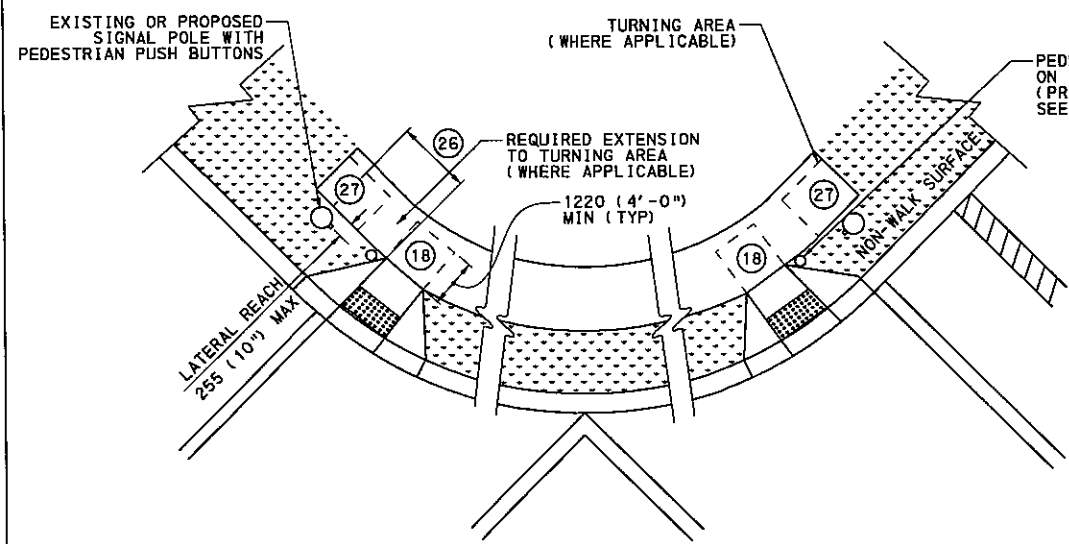 EXISTING OR PROPOSED
SIGNAL POLE WITH
PEDESTRIAN PUSH BUTTONS
TURNING AREA
(WHERE APPLICABLE)
PED
ON
(PR
SEE
26
REQUIRED EXTENSION
TO TURNING AREA
(WHERE APPLICABLE)
27
1220 (4'-0")
MIN (TYP)
27
NON-WALK SURFACE
18
18
LATERAL REACH
255 (10") MAX